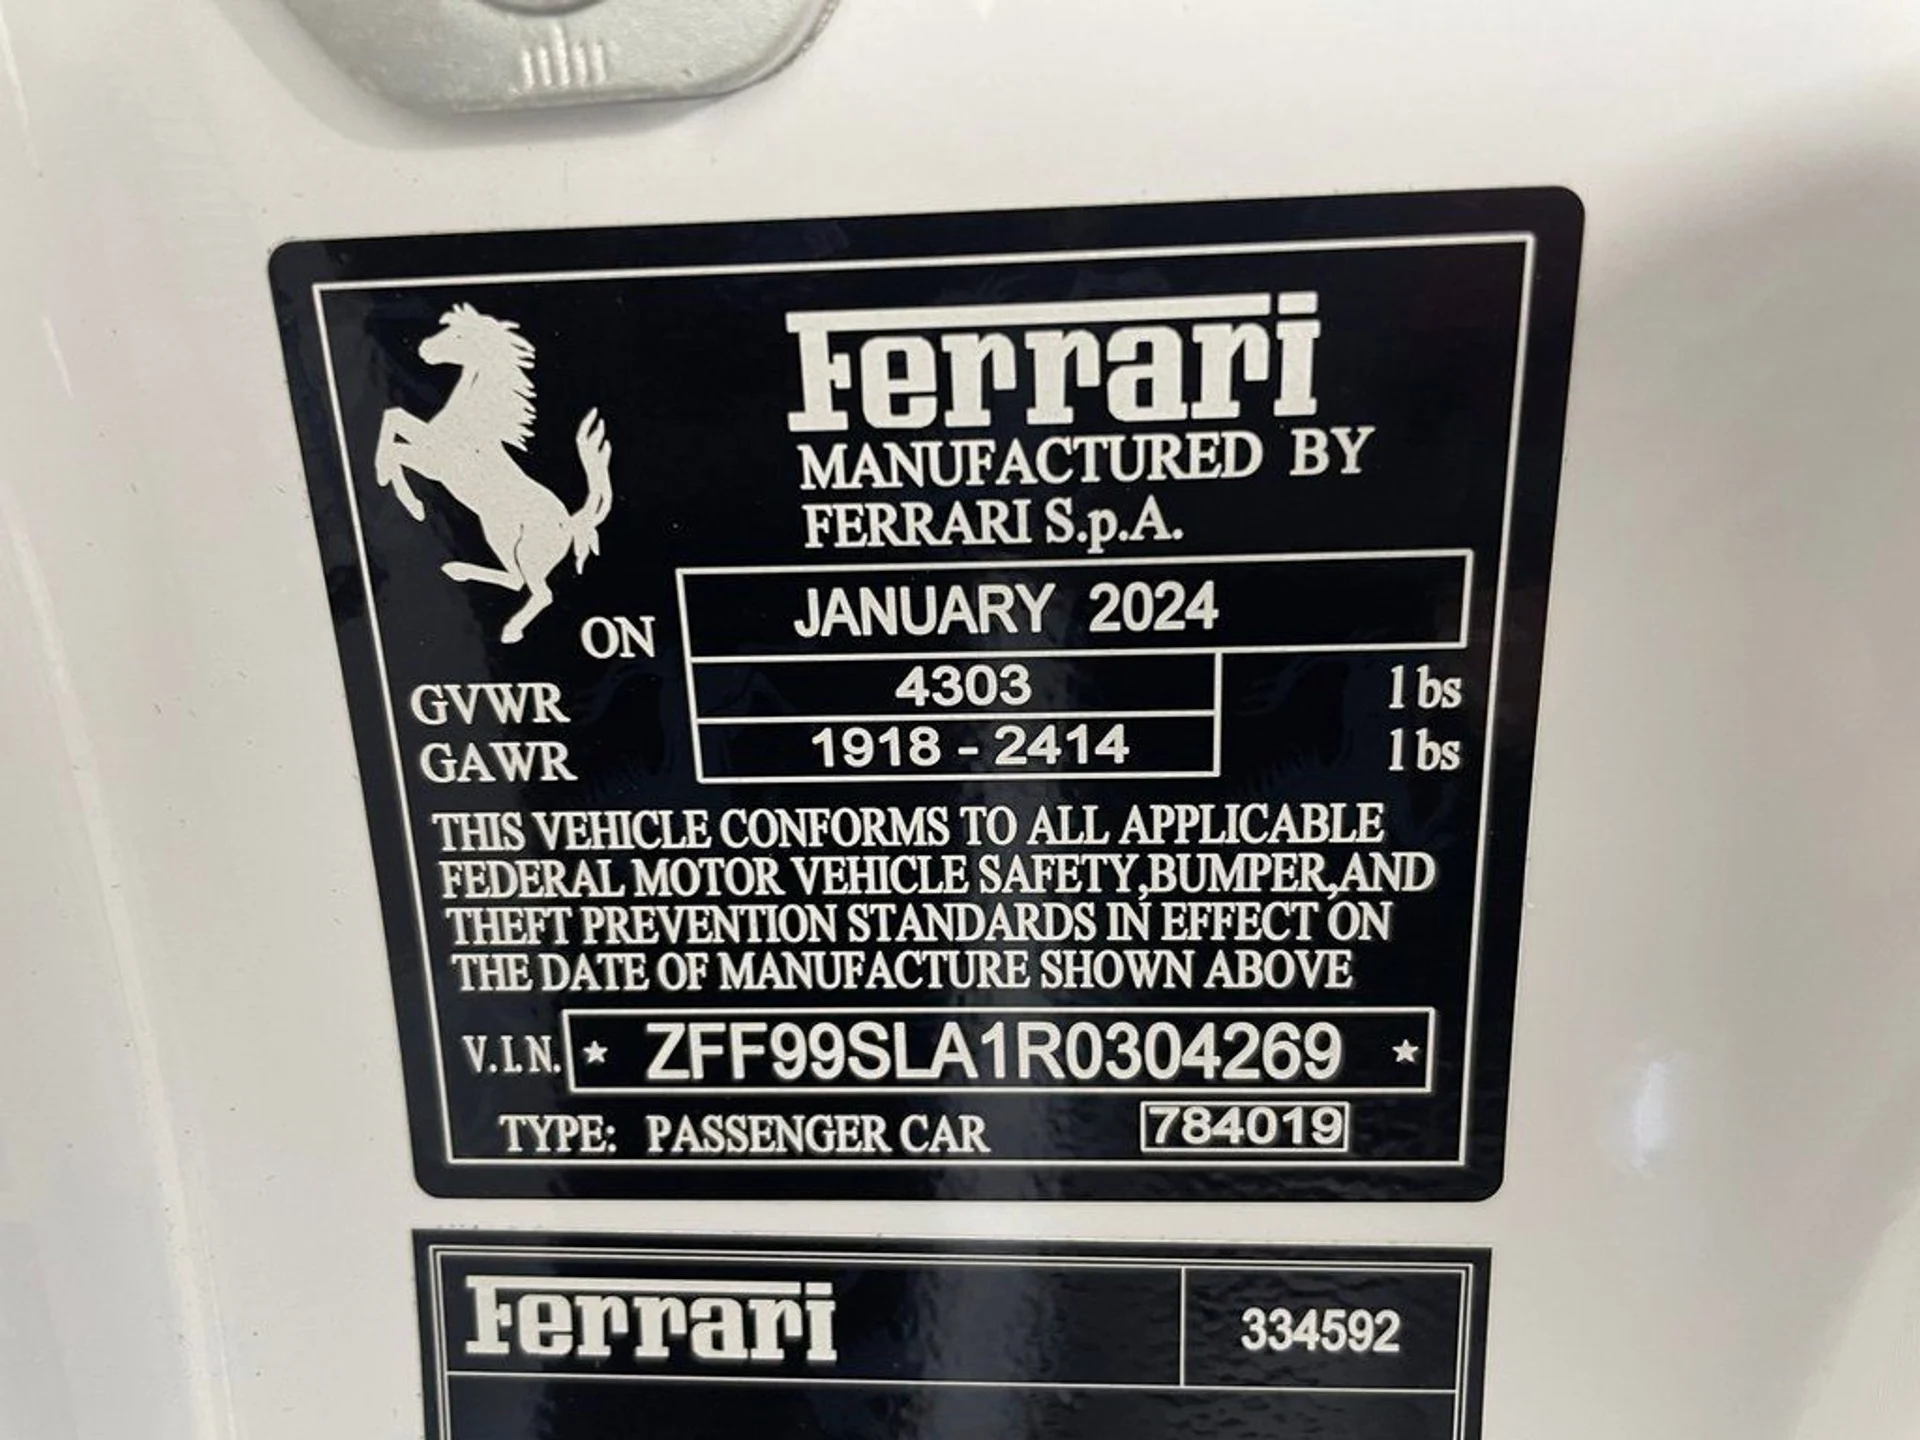 Ferrari
MANUFACTURED BY
FERRARI S.p.A.
ON JANUARY 2024
GVWR 4303 lbs
GAWR 1918 - 2414 lbs
THIS VEHICLE CONFORMS TO ALL APPLICABLE
FEDERAL MOTOR VEHICLE SAFETY,BUMPER,AND
THEFT PREVENTION STANDARDS IN EFFECT ON
THE DATE OF MANUFACTURE SHOWN ABOVE
V.I.N. ★ ZFF99SLA1R0304269 ★
TYPE: PASSENGER CAR 784019
Ferrari 334592